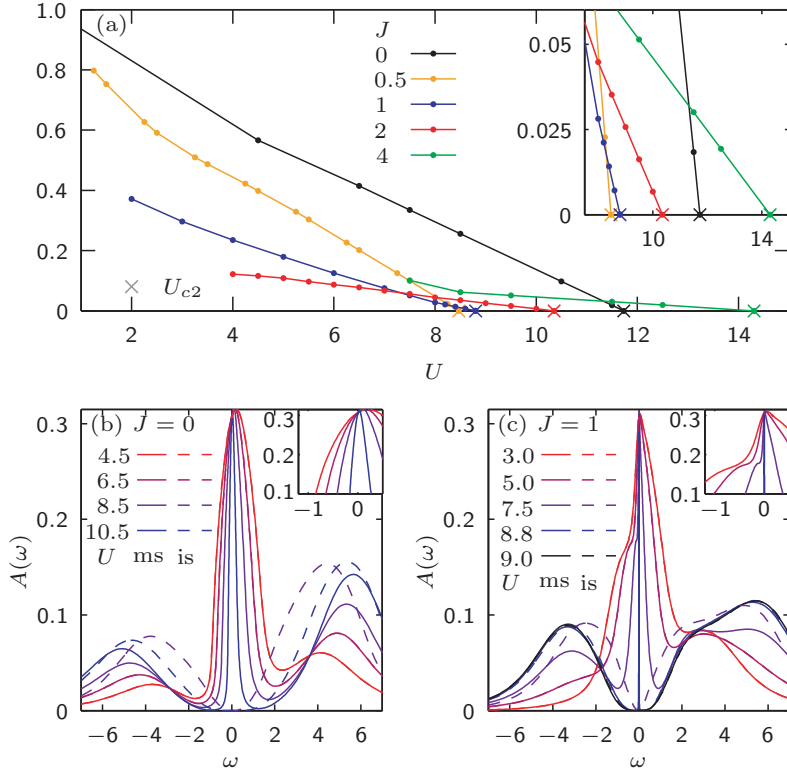 (a)
J
0
0.5
1
2
4
1.0
0.8
0.6
0.4
0.2
0
U_{c2}
2 4 6 8 10 12 14
U
0.05
0.025
0
10 14
(b) J = 0
4.5
6.5
8.5
10.5
U ms is
0.3
0.2
0.1
0
A(ω)
−6 −4 −2 0 2 4 6
ω
0.3
0.2
0.1
−1 0
(c) J = 1
3.0
5.0
7.5
8.8
9.0
U ms is
0.3
0.2
0.1
0
A(ω)
−6 −4 −2 0 2 4 6
ω
0.3
0.2
0.1
−1 0